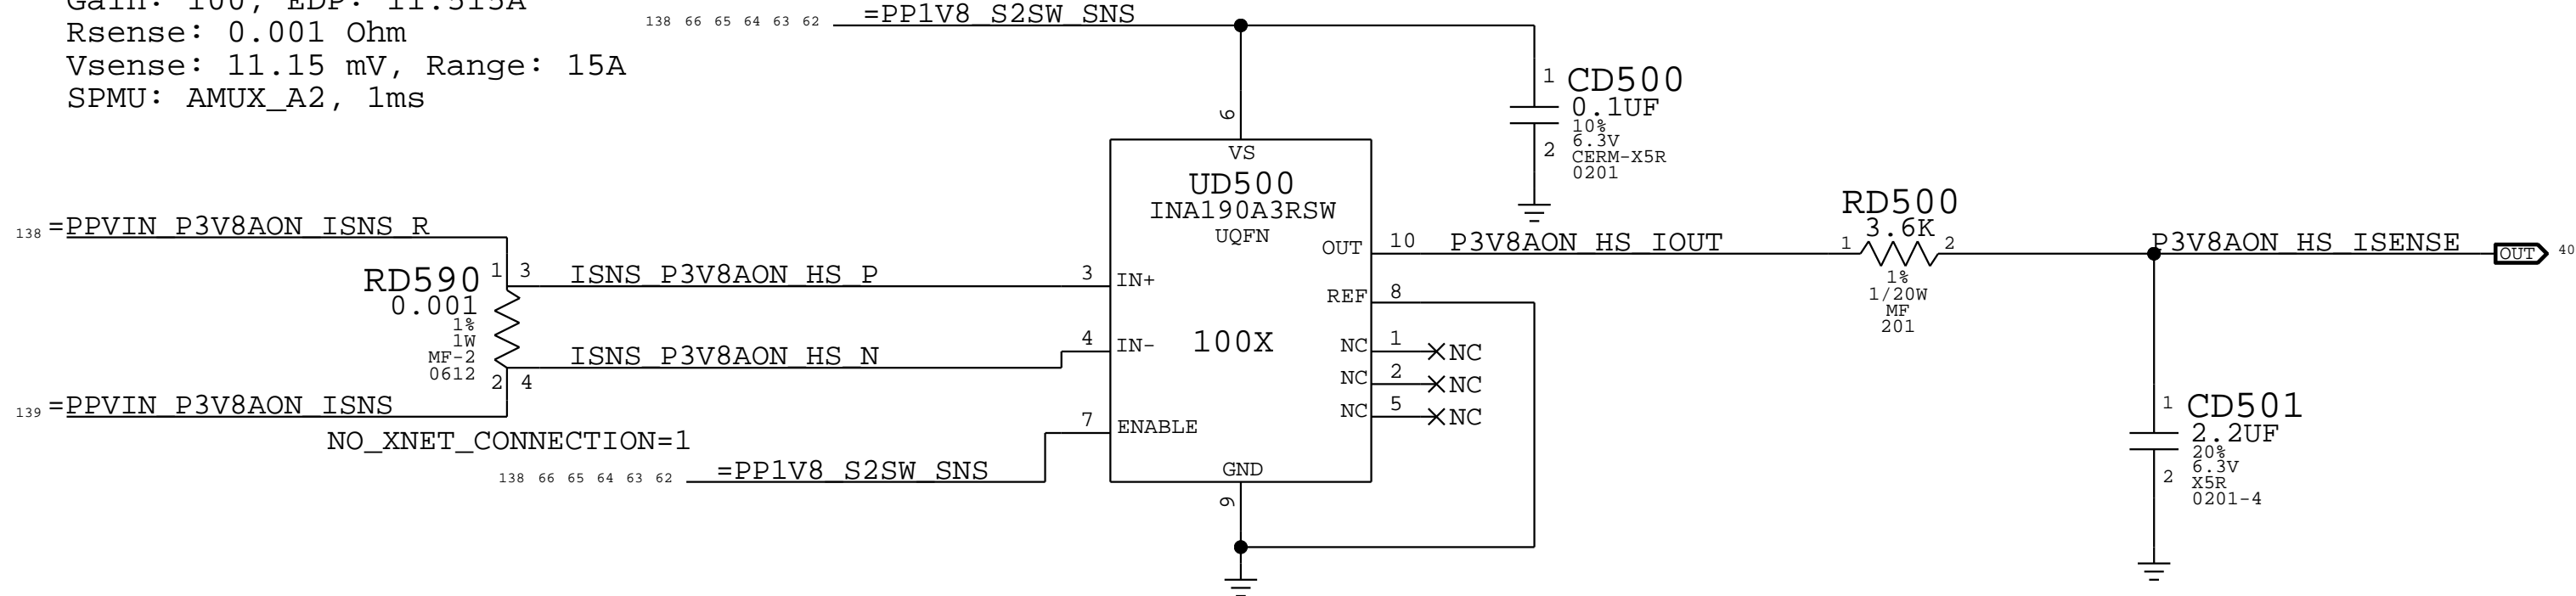 Gain: 100, EDP: 11.515A
Rsense: 0.001 Ohm
Vsense: 11.15 mV, Range: 15A
SPMU: AMUX_A2, 1ms
138 66 65 64 63 62 =PP1V8_S2SW_SNS
1 CD500
0.1UF
10%
6.3V
2 CERM-X5R
0201
6
VS
UD500
INA190A3RSW
UQFN
100X
138 =PPVIN_P3V8AON_ISNS_R
RD590 1 3
0.001
1%
1W
MF-2
0612
2 4
ISNS_P3V8AON_HS_P 3 IN+
ISNS_P3V8AON_HS_N 4 IN-
139 =PPVIN_P3V8AON_ISNS
NO_XNET_CONNECTION=1
7 ENABLE
138 66 65 64 63 62 =PP1V8_S2SW_SNS
GND
9
OUT 10 P3V8AON_HS_IOUT
REF 8
NC 1 NC
NC 2 NC
NC 5 NC
RD500
3.6K
1 2
1%
1/20W
MF
201
P3V8AON_HS_ISENSE OUT 40
1 CD501
2.2UF
20%
6.3V
2 X5R
0201-4